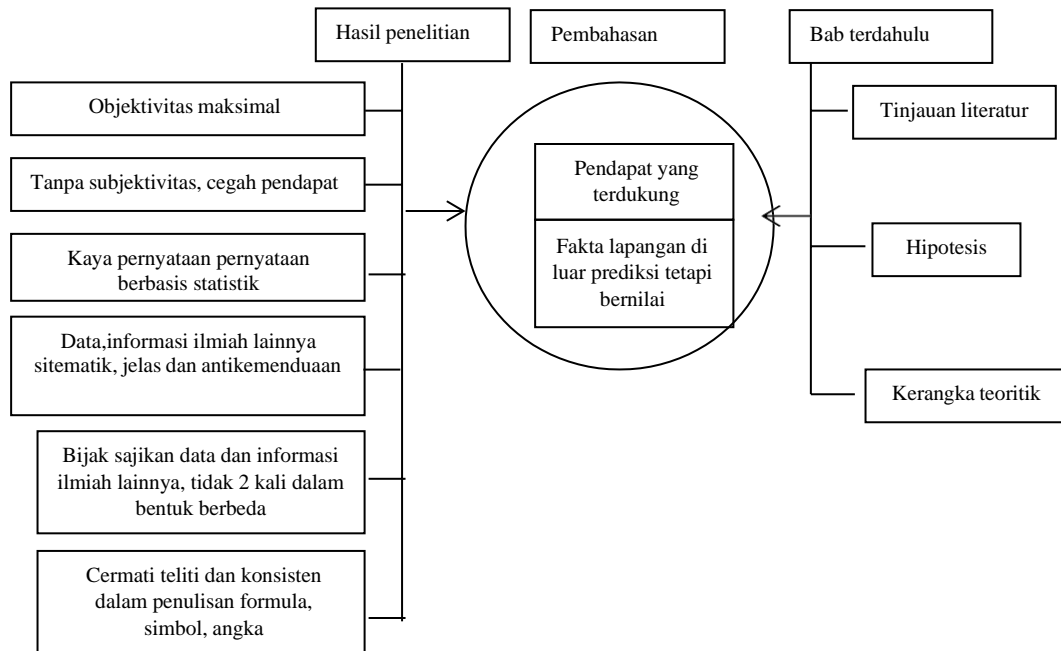 Hasil penelitian
Pembahasan
Bab terdahulu
Objektivitas maksimal
Tanpa subjektivitas, cegah pendapat
Kaya pernyataan pernyataan
berbasis statistik
Data,informasi ilmiah lainnya
sitematik, jelas dan antikemenduaan
Bijak sajikan data dan informasi
ilmiah lainnya, tidak 2 kali dalam
bentuk berbeda
Cermati teliti dan konsisten
dalam penulisan formula,
simbol, angka
Pendapat yang
terdukung
Fakta lapangan di
luar prediksi tetapi
bernilai
Tinjauan literatur
Hipotesis
Kerangka teoritik